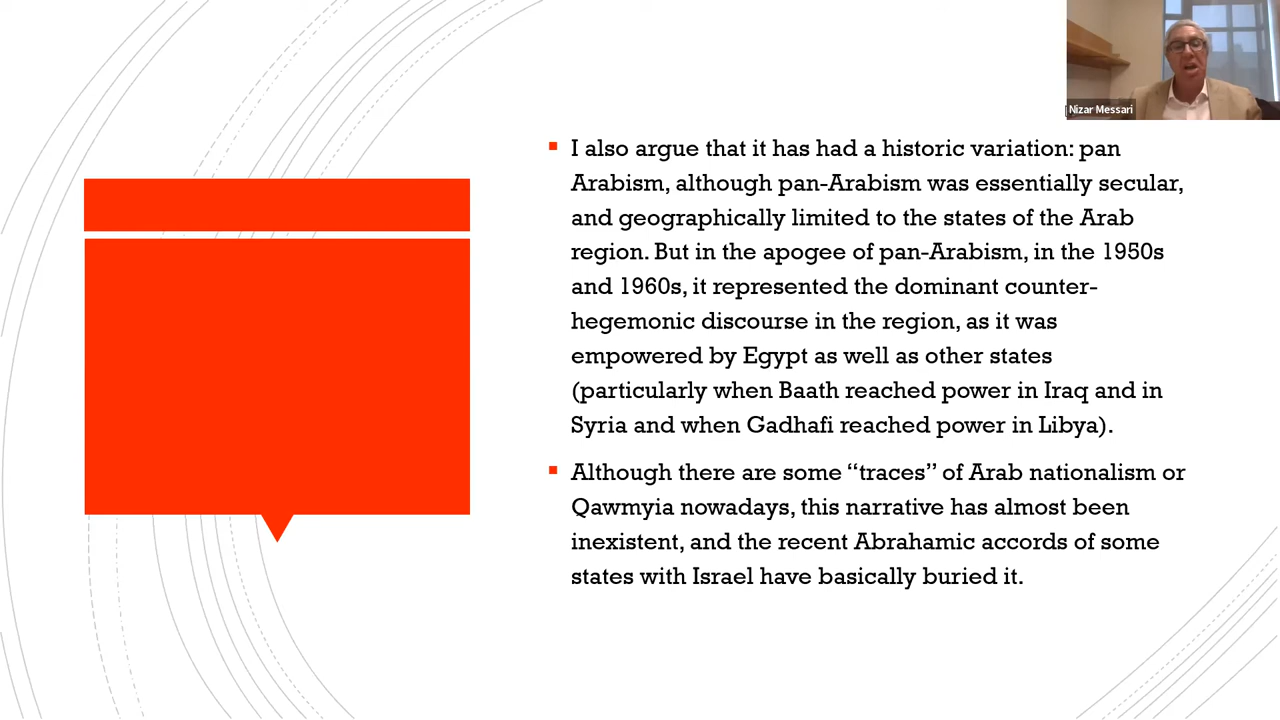 Nizar Messari
I also argue that it has had a historic variation: pan
Arabism, although pan-Arabism was essentially secular,
and geographically limited to the states of the Arab
region. But in the apogee of pan-Arabism, in the 1950s
and 1960s, it represented the dominant counter-
hegemonic discourse in the region, as it was
empowered by Egypt as well as other states
(particularly when Baath reached power in Iraq and in
Syria and when Gadhafi reached power in Libya).
Although there are some “traces” of Arab nationalism or
Qawmyia nowadays, this narrative has almost been
inexistent, and the recent Abrahamic accords of some
states with Israel have basically buried it.